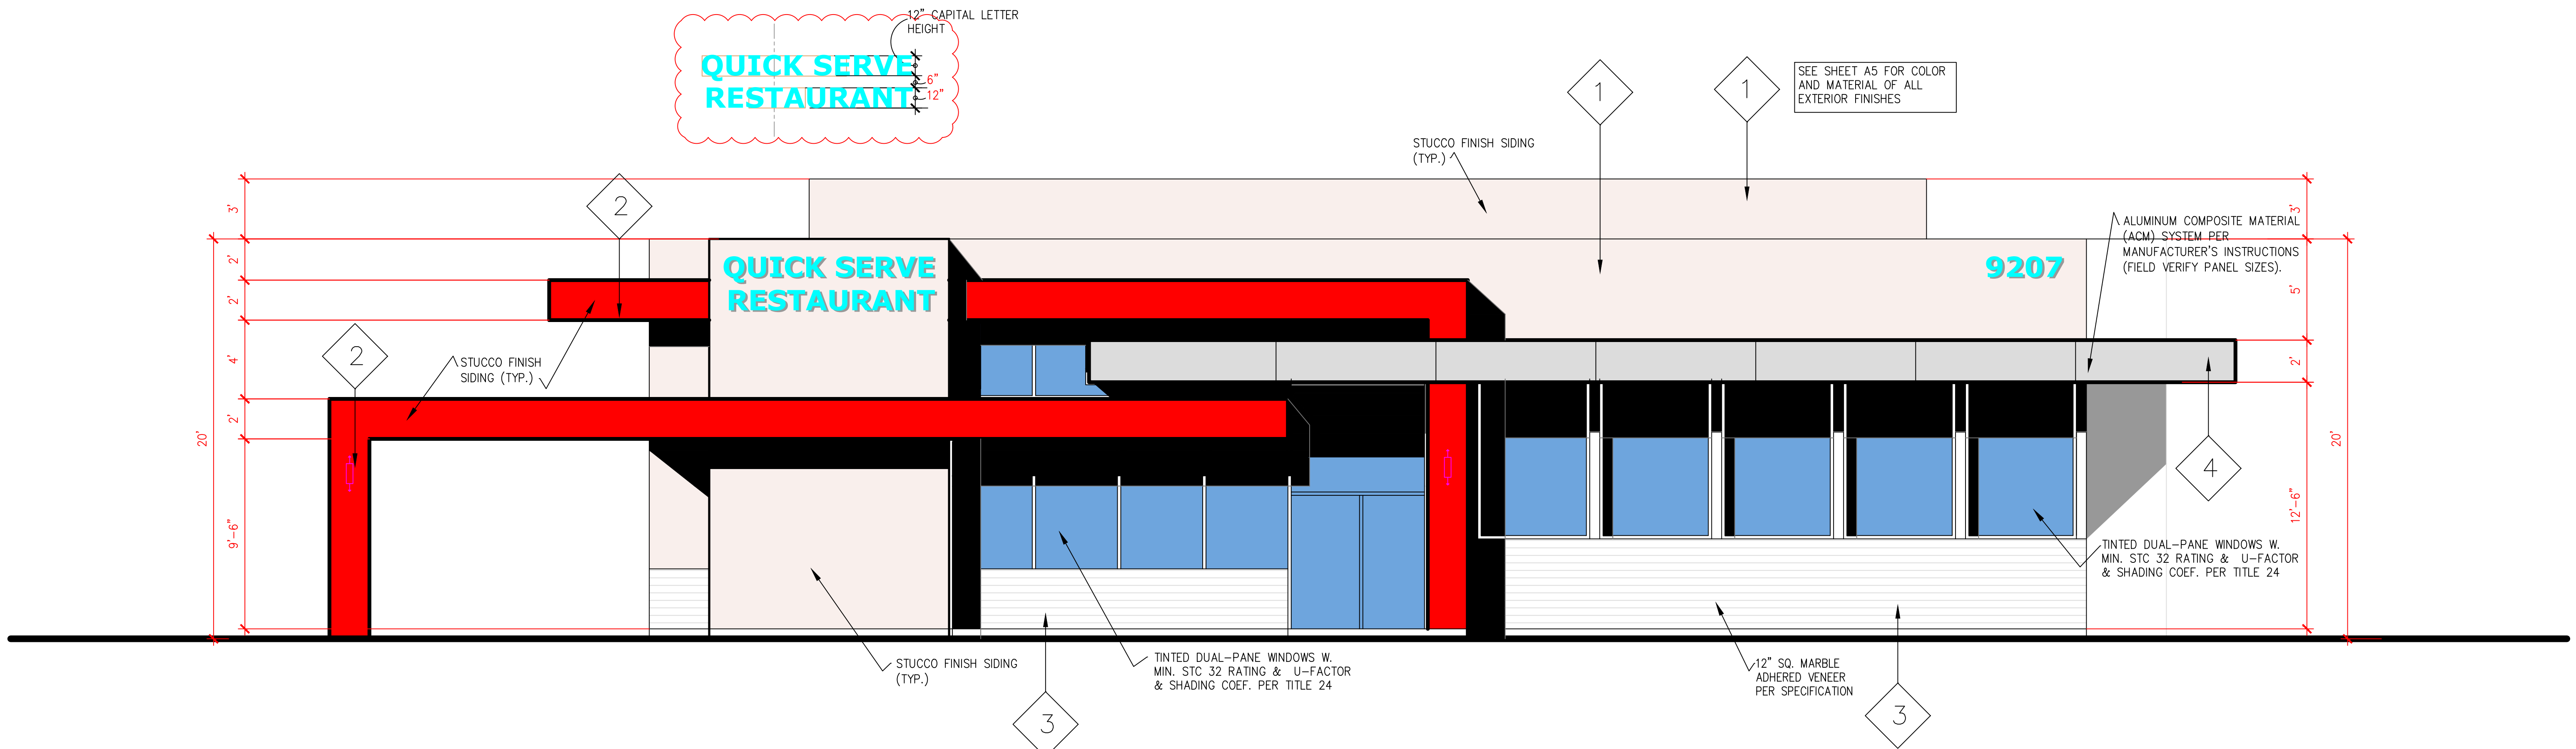 12" CAPITAL LETTER
HEIGHT
QUICK SERVE
RESTAURANT
6"
12"
1
1
SEE SHEET A5 FOR COLOR
AND MATERIAL OF ALL
EXTERIOR FINISHES
STUCCO FINISH SIDING
(TYP.)
2
3'
2'
2'
4'
2'
9'-6"
20'
2
STUCCO FINISH
SIDING (TYP.)
QUICK SERVE
RESTAURANT
9207
3'
5'
2'
12'-6"
20'
ALUMINUM COMPOSITE MATERIAL
(ACM) SYSTEM PER
MANUFACTURER'S INSTRUCTIONS
(FIELD VERIFY PANEL SIZES).
4
TINTED DUAL-PANE WINDOWS W.
MIN. STC 32 RATING & U-FACTOR
& SHADING COEF. PER TITLE 24
STUCCO FINISH SIDING
(TYP.)
TINTED DUAL-PANE WINDOWS W.
MIN. STC 32 RATING & U-FACTOR
& SHADING COEF. PER TITLE 24
12" SQ. MARBLE
ADHERED VENEER
PER SPECIFICATION
3
3